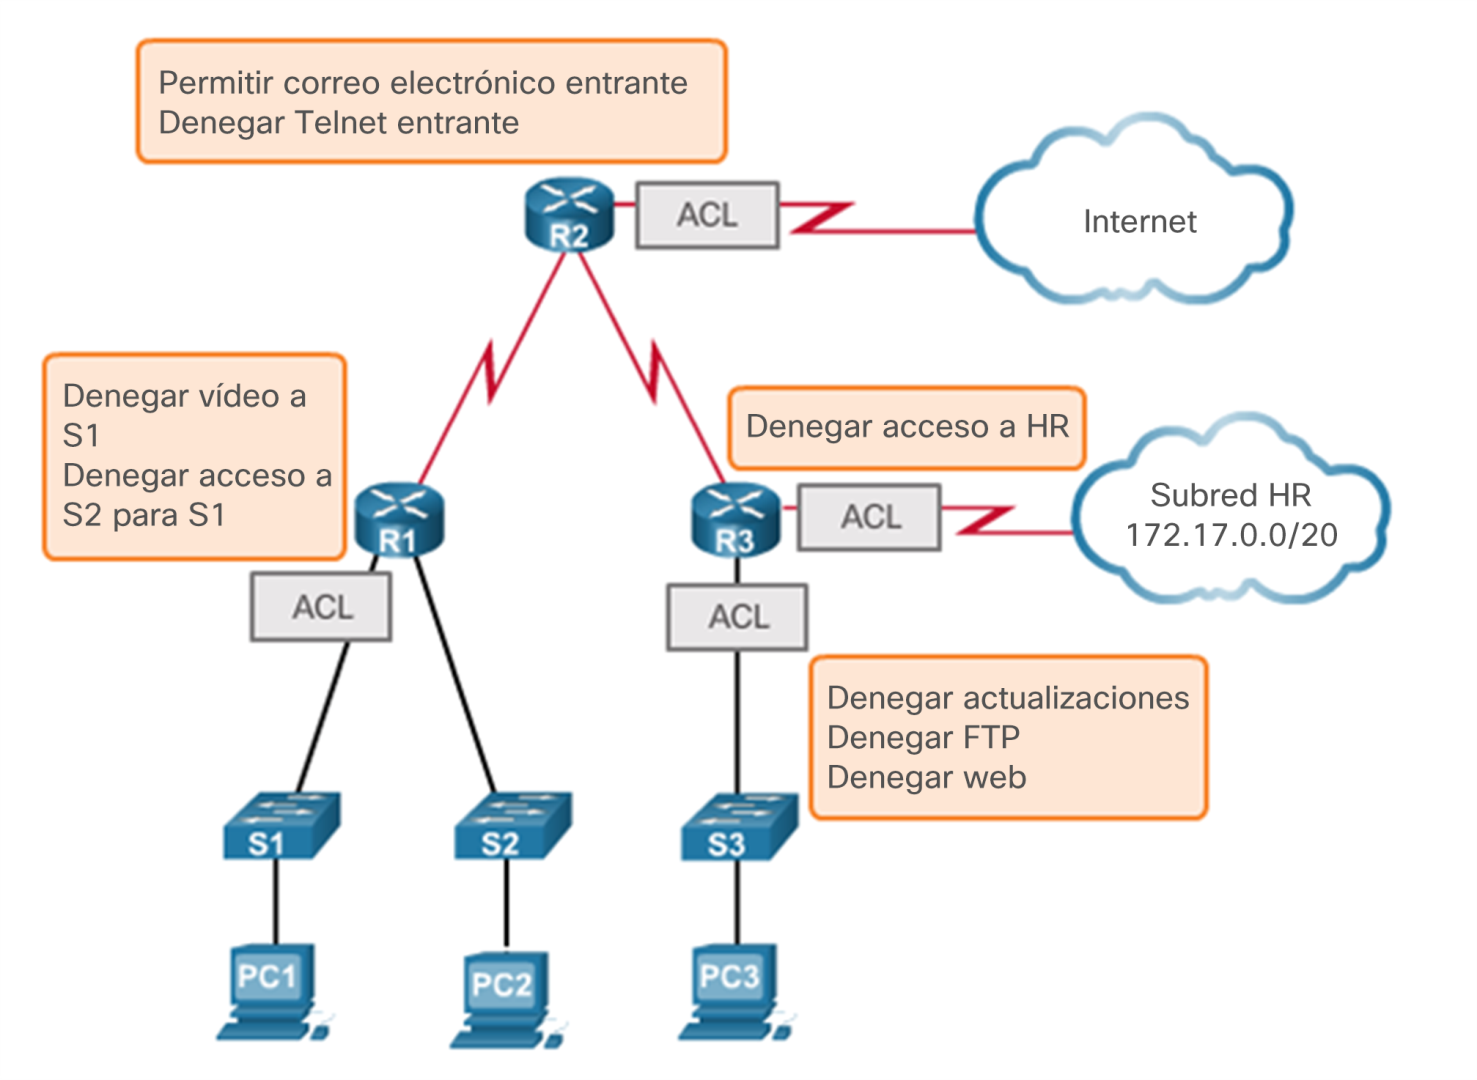 Permitir correo electrónico entrante
Denegar Telnet entrante
R2
ACL
Internet
Denegar vídeo a
S1
Denegar acceso a
S2 para S1
Denegar acceso a HR
R1
R3
ACL
Subred HR
172.17.0.0/20
ACL
ACL
Denegar actualizaciones
Denegar FTP
Denegar web
S1
S2
S3
PC1
PC2
PC3